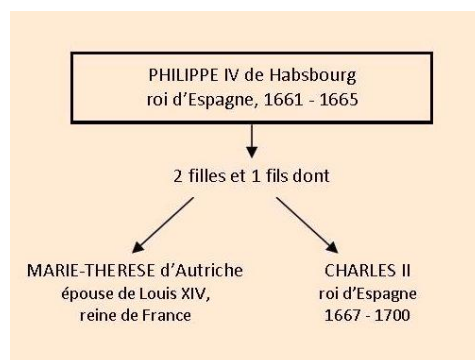 PHILIPPE IV de Habsbourg
roi d'Espagne, 1661 - 1665
2 filles et 1 fils dont
MARIE-THERESE d'Autriche
épouse de Louis XIV,
reine de France
CHARLES II
roi d'Espagne
1667 - 1700